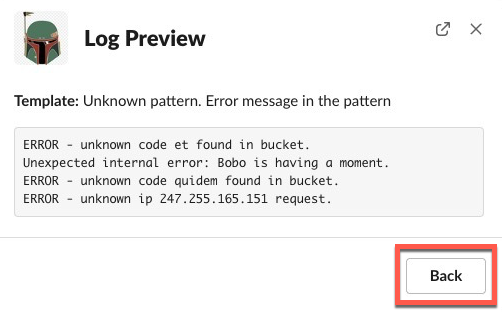 Log Preview
Template: Unknown pattern. Error message in the pattern
ERROR - unknown code et found in bucket.
Unexpected internal error: Bobo is having a moment.
ERROR - unknown code quidem found in bucket.
ERROR - unknown ip 247.255.165.151 request.
Back